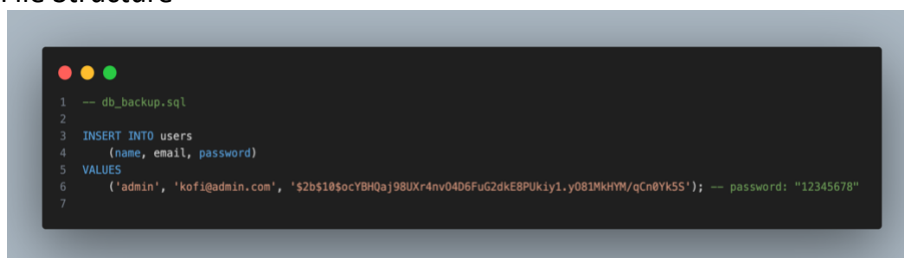 File Structure
1 -- db_backup.sql
2
3 INSERT INTO users
4 (name, email, password)
5 VALUES
6 ('admin', 'kofi@admin.com', '$2b$10$ocYBHQaj98UXr4nvO4D6FuG2dkE8PUkiy1.yO81MkHYM/qCn0Yk5S'); -- password: "12345678"
7